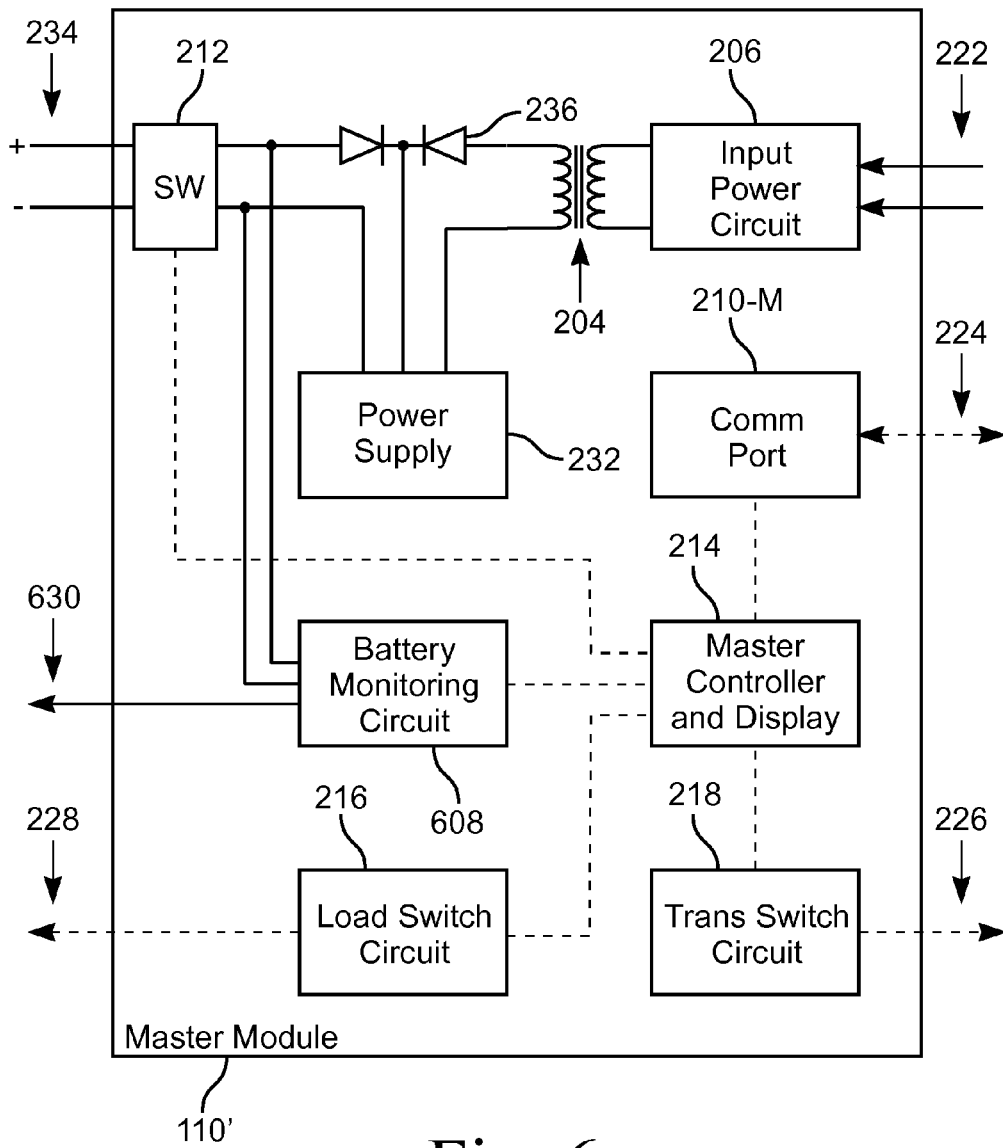 234
212
206
222
+
-
SW
236
Input
Power
Circuit
204
210-M
224
Power
Supply
232
Comm
Port
214
630
Battery
Monitoring
Circuit
Master
Controller
and Display
608
228
216
218
226
Load Switch
Circuit
Trans Switch
Circuit
Master Module
110'